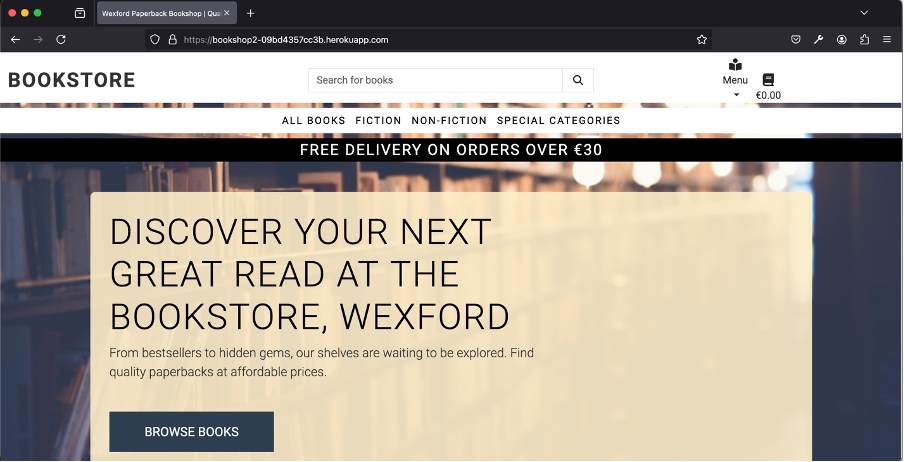 Wexford Paperback Bookshop | Qua
https://bookshop2-09bd4357cc3b.herokuapp.com
BOOKSTORE
Search for books
Menu
€0.00
ALL BOOKS FICTION NON-FICTION SPECIAL CATEGORIES
FREE DELIVERY ON ORDERS OVER €30
DISCOVER YOUR NEXT
GREAT READ AT THE
BOOKSTORE, WEXFORD
From bestsellers to hidden gems, our shelves are waiting to be explored. Find
quality paperbacks at affordable prices.
BROWSE BOOKS